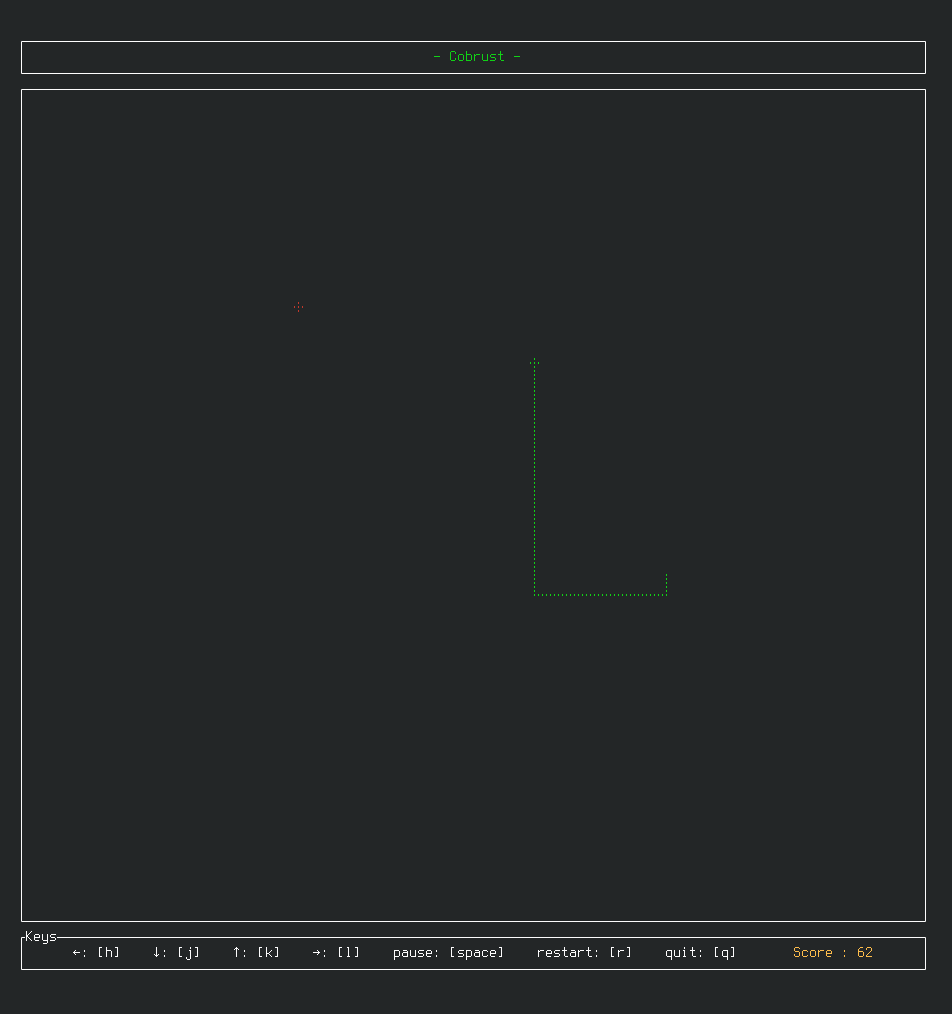 - Cobrust -
Keys
←: [h] ↓: [j] ↑: [k] →: [l] pause: [space] restart: [r] quit: [q] Score : 62